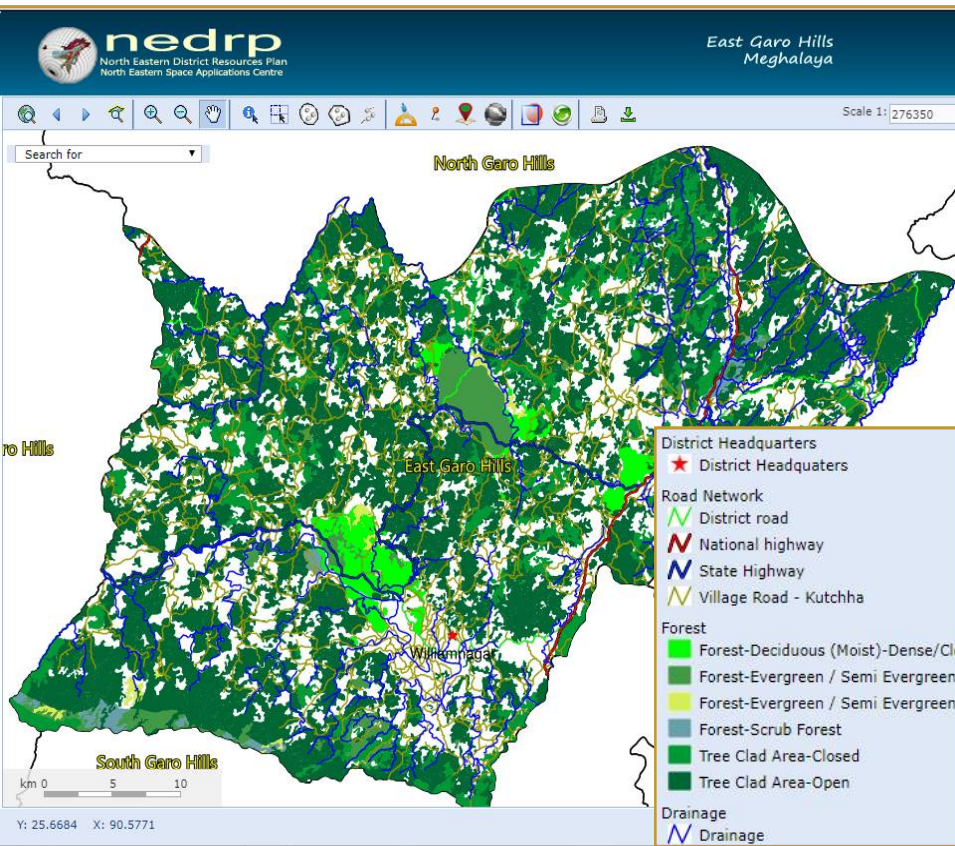 nedrp
North Eastern District Resources Plan
North Eastern Space Applications Centre
East Garo Hills
Meghalaya
Scale 1: 276350
Search for
North Garo Hills
ro Hills
East Garo Hills
Williamnagar
South Garo Hills
km 0 5 10
Y: 25.6684 X: 90.5771
District Headquarters
District Headquaters
Road Network
District road
National highway
State Highway
Village Road - Kutchha
Forest
Forest-Deciduous (Moist)-Dense/Cl
Forest-Evergreen / Semi Evergreen
Forest-Evergreen / Semi Evergreen
Forest-Scrub Forest
Tree Clad Area-Closed
Tree Clad Area-Open
Drainage
Drainage